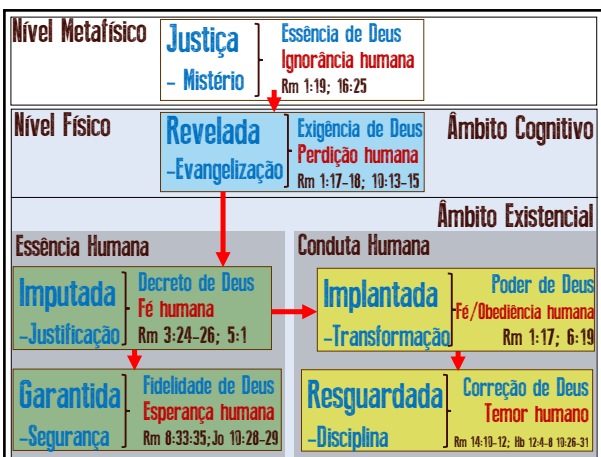 Nível Metafísico
Justiça
- Mistério
Essência de Deus
Ignorância humana
Rm 1:19; 16:25
Nível Físico
Âmbito Cognitivo
Revelada
-Evangelização
Exigência de Deus
Perdição humana
Rm 1:17-18; 10:13-15
Âmbito Existencial
Essência Humana
Conduta Humana
Imputada
-Justificação
Decreto de Deus
Fé humana
Rm 3:24-26; 5:1
Implantada
-Transformação
Poder de Deus
Fé/Obediência humana
Rm 1:17; 6:19
Garantida
-Segurança
Fidelidade de Deus
Esperança humana
Rm 8:33:35;Jo 10:28-29
Resguardada
-Disciplina
Correção de Deus
Temor humano
Rm 14:10-12; Hb 12:4-8 10:26-31